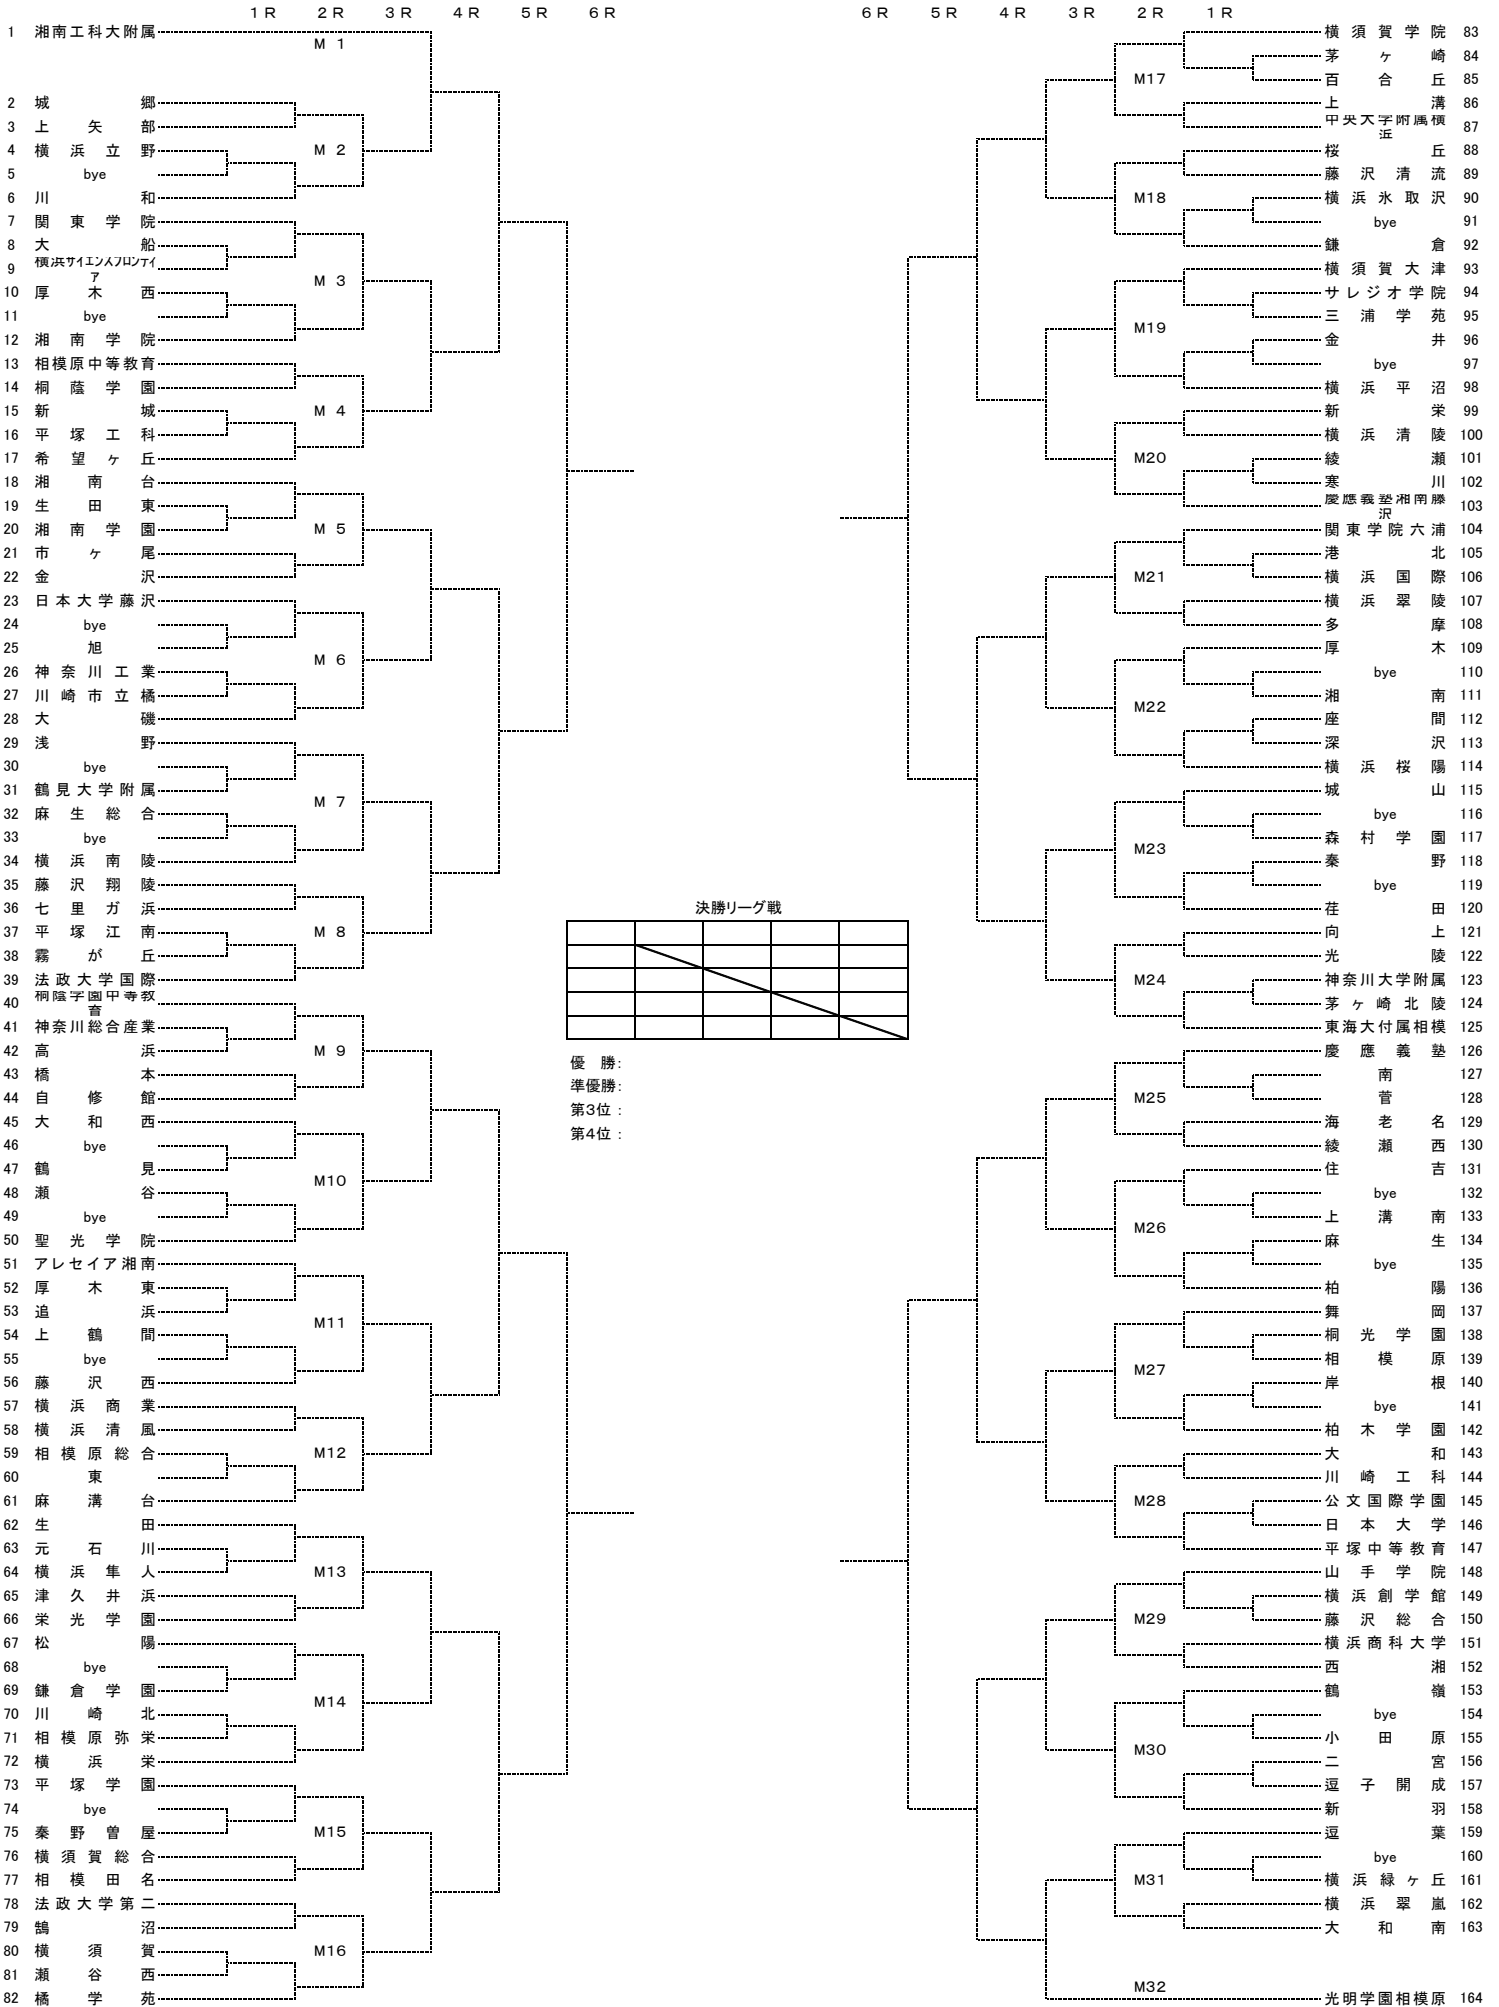 1R 2R 3R 4R 5R 6R
6R 5R 4R 3R 2R 1R
1 湘南工科大附属
M 1
2 城郷
3 上矢部
4 横浜立野
M 2
5 bye
6 川和
7 関東学院
8 大船
9 横浜サイエンスフロンティア
M 3
10 厚木西
11 bye
12 湘南学院
13 相模原中等教育
14 桐蔭学園
15 新城
M 4
16 平塚工科
17 希望ヶ丘
18 湘南台
19 生田東
20 湘南学園
M 5
21 市ヶ尾
22 金沢
23 日本大学藤沢
24 bye
25 旭
M 6
26 神奈川工業
27 川崎市立橘
28 大磯
29 浅野
30 bye
31 鶴見大学附属
M 7
32 麻生総合
33 bye
34 横浜南陵
35 藤沢翔陵
36 七里ガ浜
37 平塚江南
M 8
38 霧が丘
39 法政大学国際
40 桐陰学園中等教育
41 神奈川総合産業
42 高浜
M 9
43 橋本
44 自修館
45 大和西
46 bye
47 鶴見
M10
48 瀬谷
49 bye
50 聖光学院
51 アレセイア湘南
52 厚木東
53 追浜
M11
54 上鶴間
55 bye
56 藤沢西
57 横浜商業
58 横浜清風
59 相模原総合
M12
60 東
61 麻溝台
62 生田
63 元石川
64 横浜隼人
M13
65 津久井浜
66 栄光学園
67 松陽
68 bye
69 鎌倉学園
M14
70 川崎北
71 相模原弥栄
72 横浜栄
73 平塚学園
74 bye
75 秦野曽屋
M15
76 横須賀総合
77 相模田名
78 法政大学第二
79 鵠沼
80 横須賀
M16
81 瀬谷西
82 橘学苑
決勝リーグ戦
優　勝：
準優勝：
第3位：
第4位：
横須賀学院 83
茅ヶ崎 84
M17
百合丘 85
上溝 86
中央大学附属横浜 87
桜丘 88
藤沢清流 89
M18
横浜氷取沢 90
bye 91
鎌倉 92
横須賀大津 93
サレジオ学院 94
三浦学苑 95
M19
金井 96
bye 97
横浜平沼 98
新栄 99
横浜清陵 100
M20
綾瀬 101
寒川 102
慶應義塾湘南藤沢 103
関東学院六浦 104
港北 105
M21
横浜国際 106
横浜翠陵 107
多摩 108
厚木 109
bye 110
湘南 111
M22
座間 112
深沢 113
横浜桜陽 114
城山 115
bye 116
森村学園 117
M23
秦野 118
bye 119
荏田 120
向上 121
光陵 122
M24
神奈川大学附属 123
茅ヶ崎北陵 124
東海大付属相模 125
慶應義塾 126
南 127
M25
菅 128
海老名 129
綾瀬西 130
住吉 131
bye 132
上溝南 133
M26
麻生 134
bye 135
柏陽 136
舞岡 137
桐光学園 138
相模原 139
M27
岸根 140
bye 141
柏木学園 142
大和 143
川崎工科 144
M28
公文国際学園 145
日本大学 146
平塚中等教育 147
山手学院 148
横浜創学館 149
M29
藤沢総合 150
横浜商科大学 151
西湘 152
鶴嶺 153
bye 154
小田原 155
M30
二宮 156
逗子開成 157
新羽 158
逗葉 159
bye 160
M31
横浜緑ヶ丘 161
横浜翠嵐 162
大和南 163
M32
光明学園相模原 164